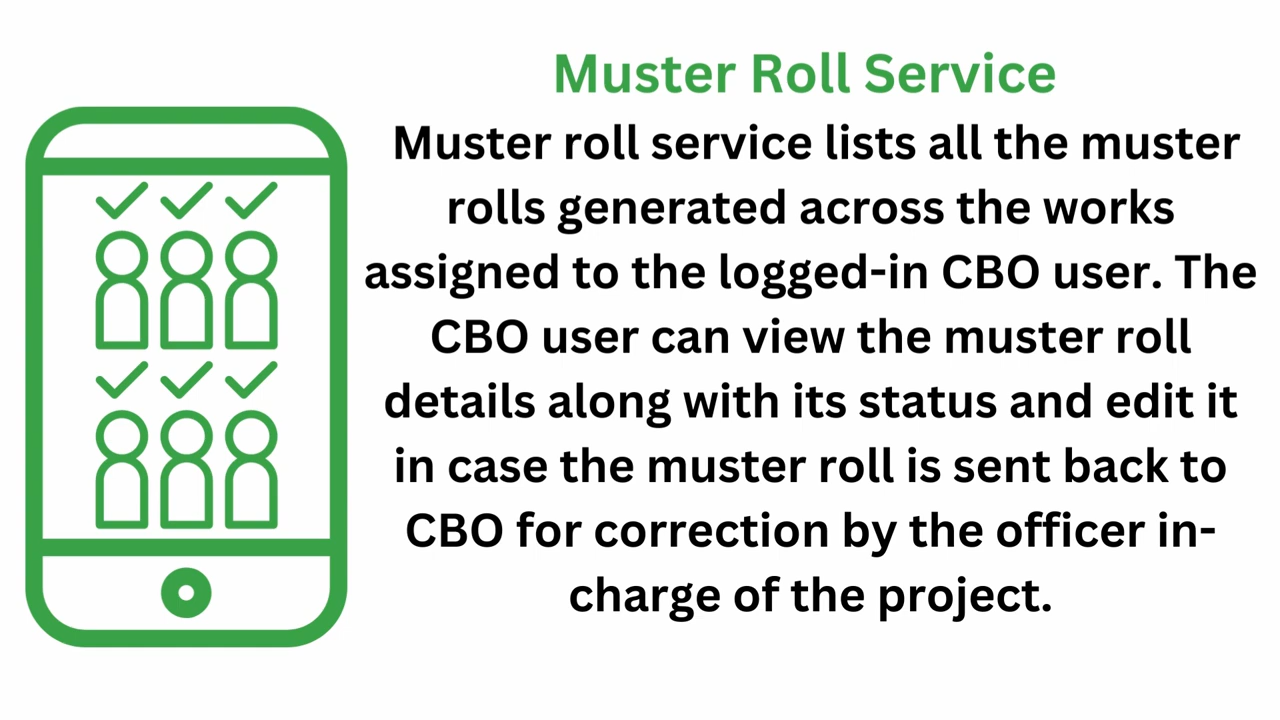 Muster Roll Service
Muster roll service lists all the muster
rolls generated across the works
assigned to the logged-in CBO user. The
CBO user can view the muster roll
details along with its status and edit it
in case the muster roll is sent back to
CBO for correction by the officer in-
charge of the project.